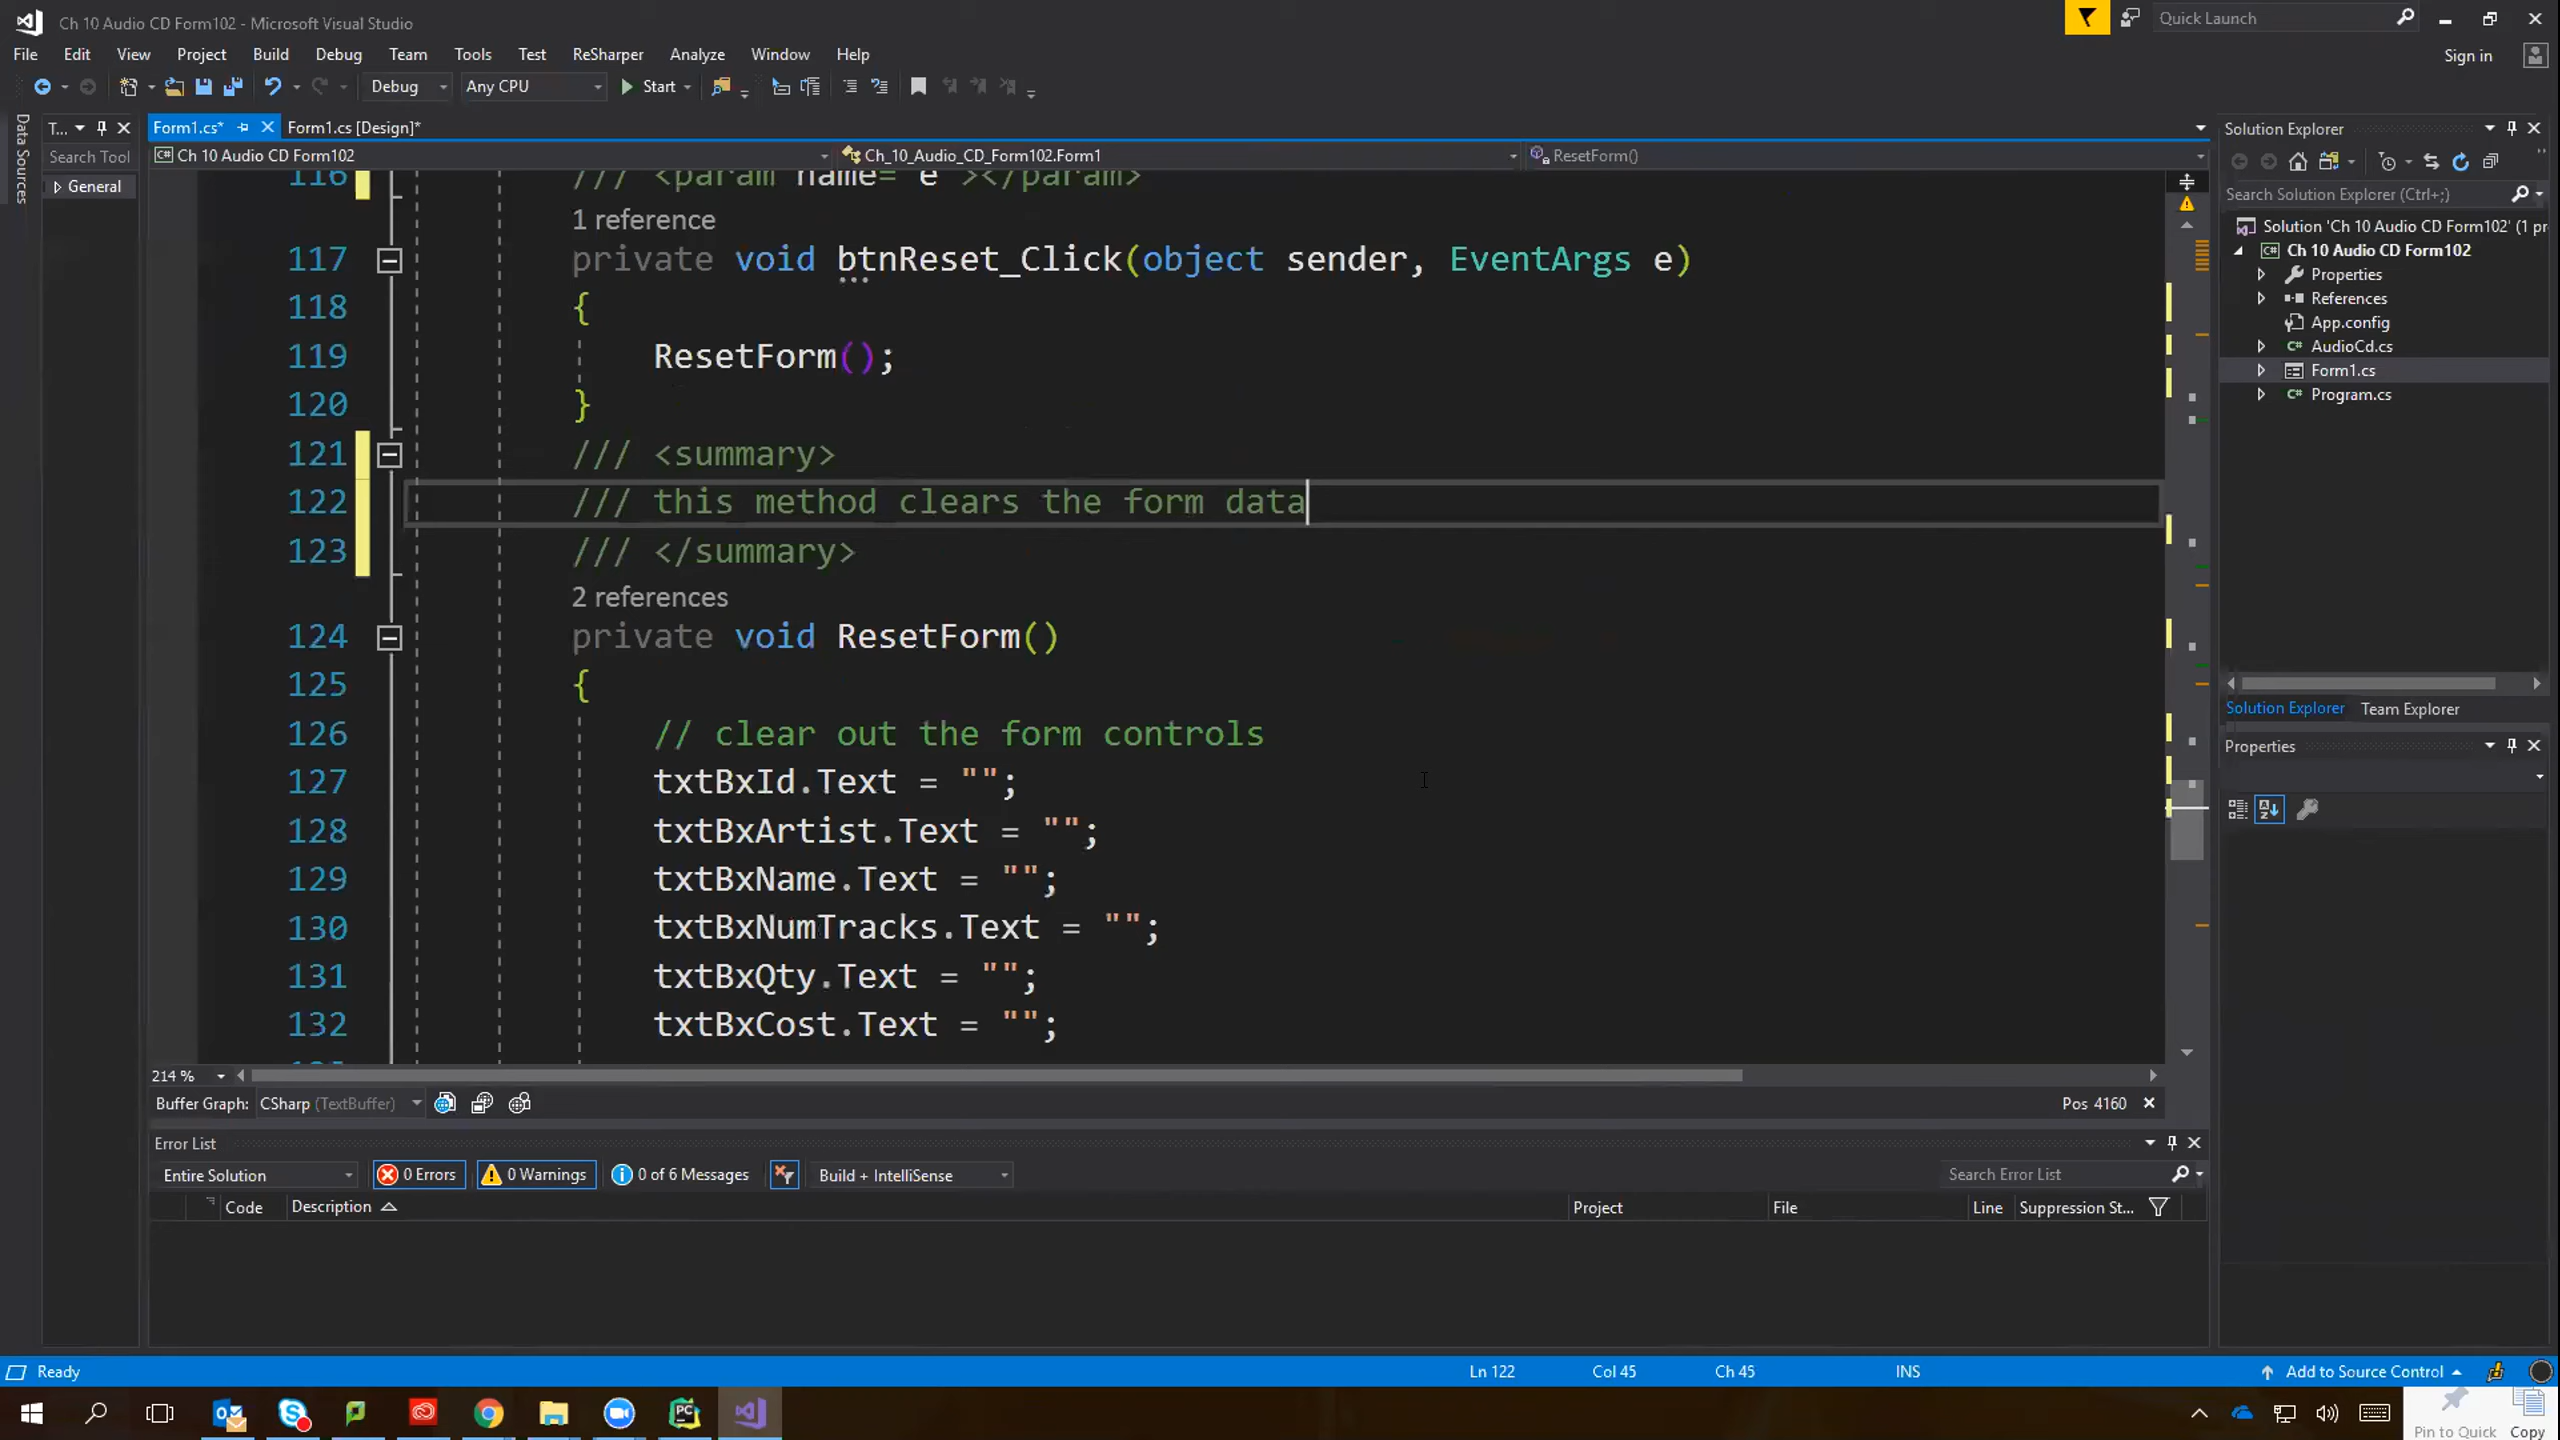 Ch 10 Audio CD Form102 - Microsoft Visual Studio
Quick Launch
File Edit View Project Build Debug Team Tools Test ReSharper Analyze Window Help
Sign in
Debug Any CPU Start
Data Sources
T...
Form1.cs* Form1.cs [Design]*
Solution Explorer
Search Tool
Ch 10 Audio CD Form102 Ch_10_Audio_CD_Form102.Form1 ResetForm()
General
Search Solution Explorer (Ctrl+;)
Solution 'Ch 10 Audio CD Form102' (1 pr
Ch 10 Audio CD Form102
Properties
References
App.config
AudioCd.cs
Form1.cs
Program.cs
Solution Explorer Team Explorer
Properties
116 /// <param name="e"></param>
1 reference
117 private void btnReset_Click(object sender, EventArgs e)
118 {
119 ResetForm();
120 }
121 /// <summary>
122 /// this method clears the form data
123 /// </summary>
2 references
124 private void ResetForm()
125 {
126 // clear out the form controls
127 txtBxId.Text = "";
128 txtBxArtist.Text = "";
129 txtBxName.Text = "";
130 txtBxNumTracks.Text = "";
131 txtBxQty.Text = "";
132 txtBxCost.Text = "";
214 %
Buffer Graph: CSharp (TextBuffer) Pos 4160
Error List
Entire Solution 0 Errors 0 Warnings 0 of 6 Messages Build + IntelliSense Search Error List
Code Description Project File Line Suppression St...
Ready Ln 122 Col 45 Ch 45 INS Add to Source Control
Pin to Quick Copy